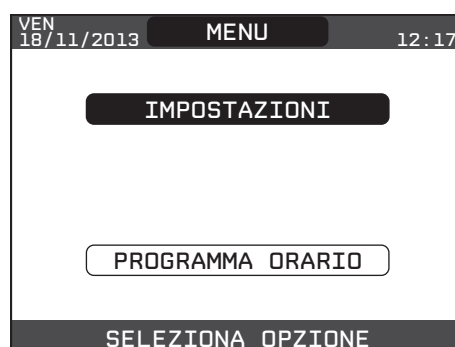 VEN
18/11/2013 MENU 12:17
IMPOSTAZIONI
PROGRAMMA ORARIO
SELEZIONA OPZIONE